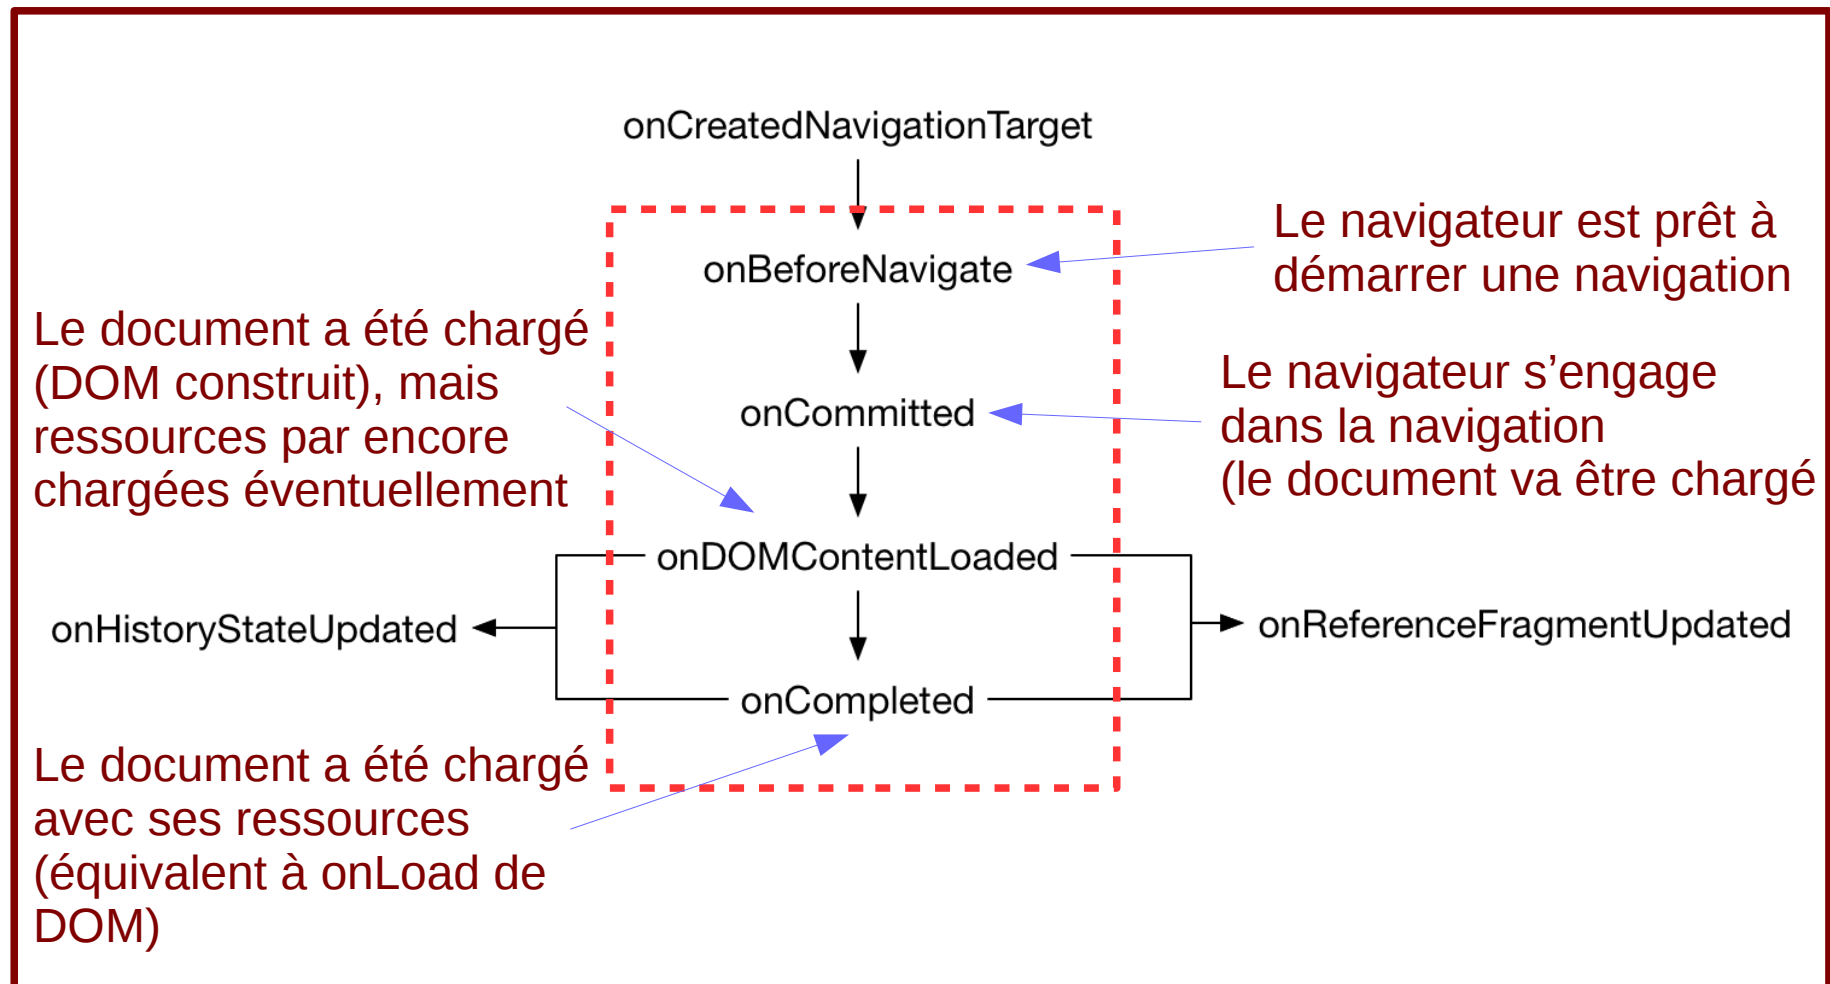 onCreatedNavigationTarget
Le navigateur est prêt à
démarrer une navigation
onBeforeNavigate
Le document a été chargé
(DOM construit), mais
ressources par encore
chargées éventuellement
Le navigateur s’engage
dans la navigation
(le document va être chargé
onCommitted
onDOMContentLoaded
onHistoryStateUpdated
onReferenceFragmentUpdated
onCompleted
Le document a été chargé
avec ses ressources
(équivalent à onLoad de
DOM)